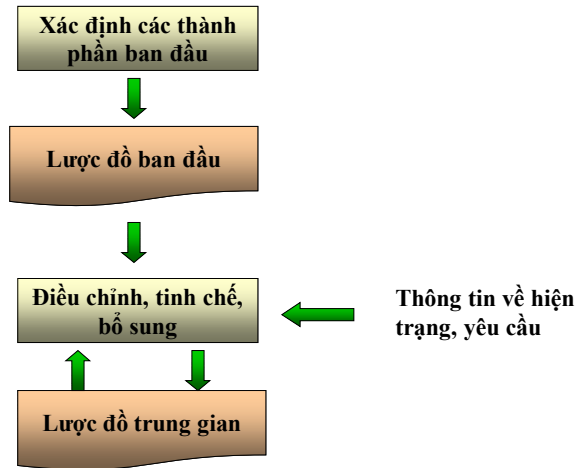 Xác định các thành
phần ban đầu
Lược đồ ban đầu
Điều chỉnh, tinh chế,
bổ sung
Thông tin về hiện
trạng, yêu cầu
Lược đồ trung gian